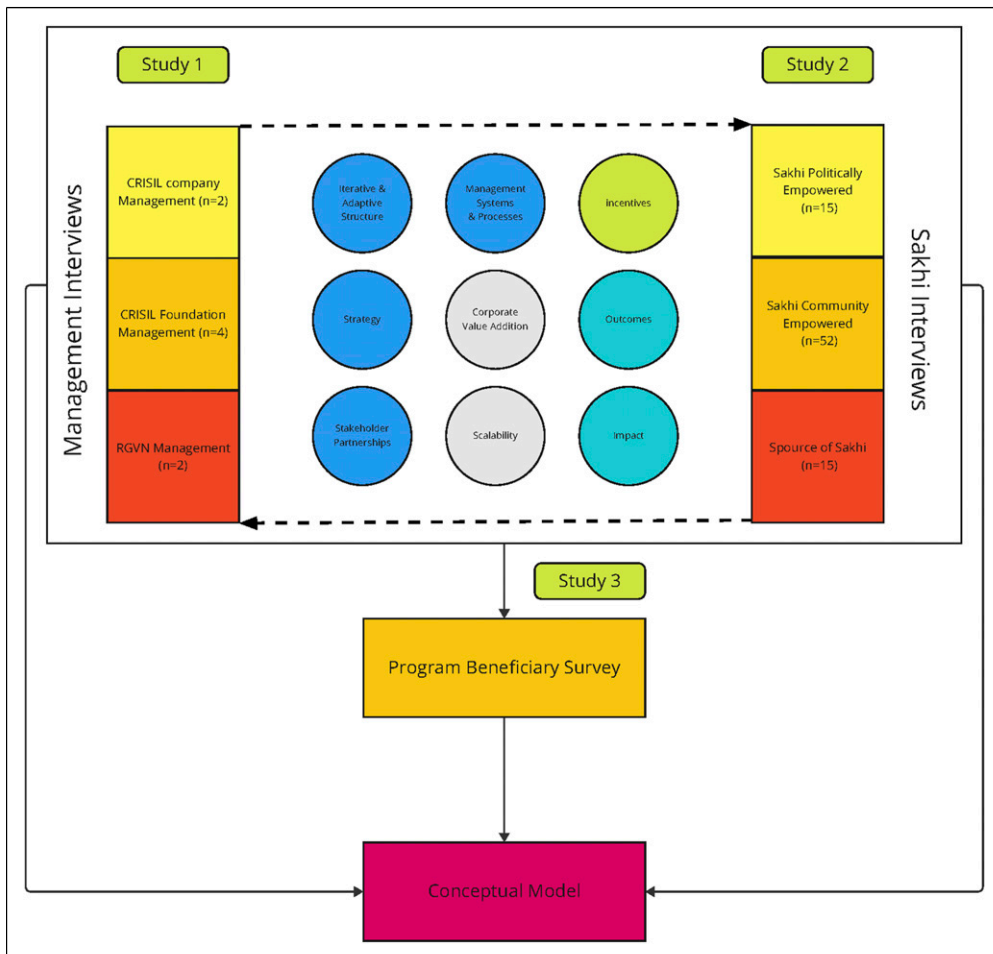 Study 1
Study 2
Management Interviews
CRISIL company
Management (n=2)
CRISIL Foundation
Management (n=4)
RGVN Management
(n=2)
Iterative &
Adaptive
Structure
Management
Systems
& Processes
Incentives
Strategy
Corporate
Value Addition
Outcomes
Stakeholder
Partnerships
Scalability
Impact
Sakhi Politically
Empowered
(n=15)
Sakhi Community
Empowered
(n=52)
Spource of Sakhi
(n=15)
Sakhi Interviews
Study 3
Program Beneficiary Survey
Conceptual Model